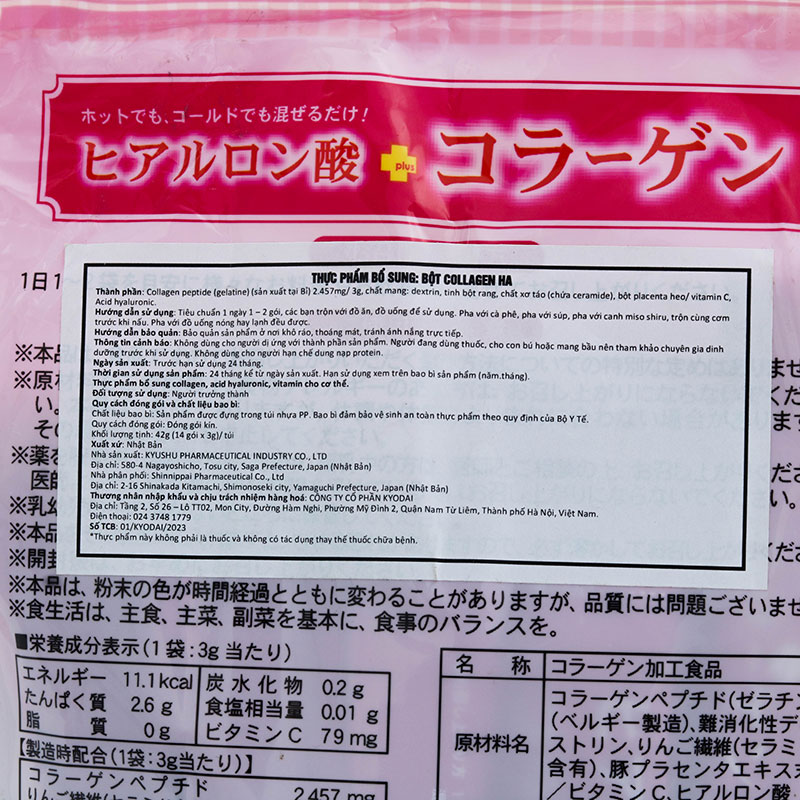 ホットでも、コールドでも混ぜるだけ!
ヒアルロン酸 plus コラーゲン
1日1
THỰC PHẨM BỔ SUNG: BỘT COLLAGEN HA
Thành phần: Collagen peptide (gelatine) (sản xuất tại Bỉ) 2.457mg/ 3g, chất mang: dextrin, tinh bột rang, chất xơ táo (chứa ceramide), bột placenta heo/ vitamin C,
Acid hyaluronic.
Hướng dẫn sử dụng: Tiêu chuẩn 1 ngày 1 – 2 gói, các bạn trộn với đồ ăn, đồ uống để sử dụng. Pha với cà phê, pha với súp, pha với canh miso shiru, trộn cùng cơm
trước khi nấu. Pha với đồ uống nóng hay lạnh đều được.
Hướng dẫn bảo quản: Bảo quản sản phẩm ở nơi khô ráo, thoáng mát, tránh ánh nắng trực tiếp.
Thông tin cảnh báo: Không dùng cho người dị ứng với thành phần sản phẩm. Người đang dùng thuốc, cho con bú hoặc mang bầu nên tham khảo chuyên gia dinh
dưỡng trước khi sử dụng. Không dùng cho người hạn chế dung nạp protein.
Ngày sản xuất: Trước hạn sử dụng 24 tháng.
Thời gian sử dụng sản phẩm: 24 tháng kể từ ngày sản xuất. Hạn sử dụng xem trên bao bì sản phẩm (năm.tháng).
Thực phẩm bổ sung collagen, acid hyaluronic, vitamin cho cơ thể.
Đối tượng sử dụng: Người trưởng thành
Quy cách đóng gói và chất liệu bao bì:
Chất liệu bao bì: Sản phẩm được đựng trong túi nhựa PP. Bao bì đảm bảo vệ sinh an toàn thực phẩm theo quy định của Bộ Y Tế.
Quy cách đóng gói: Đóng gói kín.
Khối lượng tịnh: 42g (14 gói x 3g)/ túi
Xuất xứ: Nhật Bản
Nhà sản xuất: KYUSHU PHARMACEUTICAL INDUSTRY CO., LTD
Địa chỉ: 580-4 Nagayoshicho, Tosu city, Saga Prefecture, Japan (Nhật Bản)
Nhà phân phối: Shinnippai Pharmaceutical Co., Ltd
Địa chỉ: 2-16 Shinakada Kitamachi, Shimonoseki city, Yamaguchi Prefecture, Japan (Nhật Bản)
Thương nhân nhập khẩu và chịu trách nhiệm hàng hoá: CÔNG TY CỔ PHẦN KYODAI
Địa chỉ: Tầng 2, Số 26 – Lô TT02, Mon City, Đường Hàm Nghi, Phường Mỹ Đình 2, Quận Nam Từ Liêm, Thành phố Hà Nội, Việt Nam.
Điện thoại: 024 3748 1779
Số TCB: 01/KYODAI/2023
*Thực phẩm này không phải là thuốc và không có tác dụng thay thế thuốc chữa bệnh.
※本品
※原材
い。
その
※薬を
医師
※乳幼
※本品
※開封
※本品は、粉末の色が時間経過とともに変わることがありますが、品質には問題ございませ
※食生活は、主食、主菜、副菜を基本に、食事のバランスを。
■栄養成分表示(1袋:3g当たり)
エネルギー 11.1kcal 炭水化物 0.2g
たんぱく質 2.6g 食塩相当量 0.01g
脂質 0g ビタミンC 79mg
【製造時配合(1袋:3g当たり)】
コラーゲンペプチド 2,457mg
名称 コラーゲン加工食品
原材料名 コラーゲンペプチド(ゼラチン)
(ベルギー製造)、難消化性デ
ストリン、りんご繊維(セラミ
含有)、豚プラセンタエキス
/ビタミンC、ヒアルロン酸